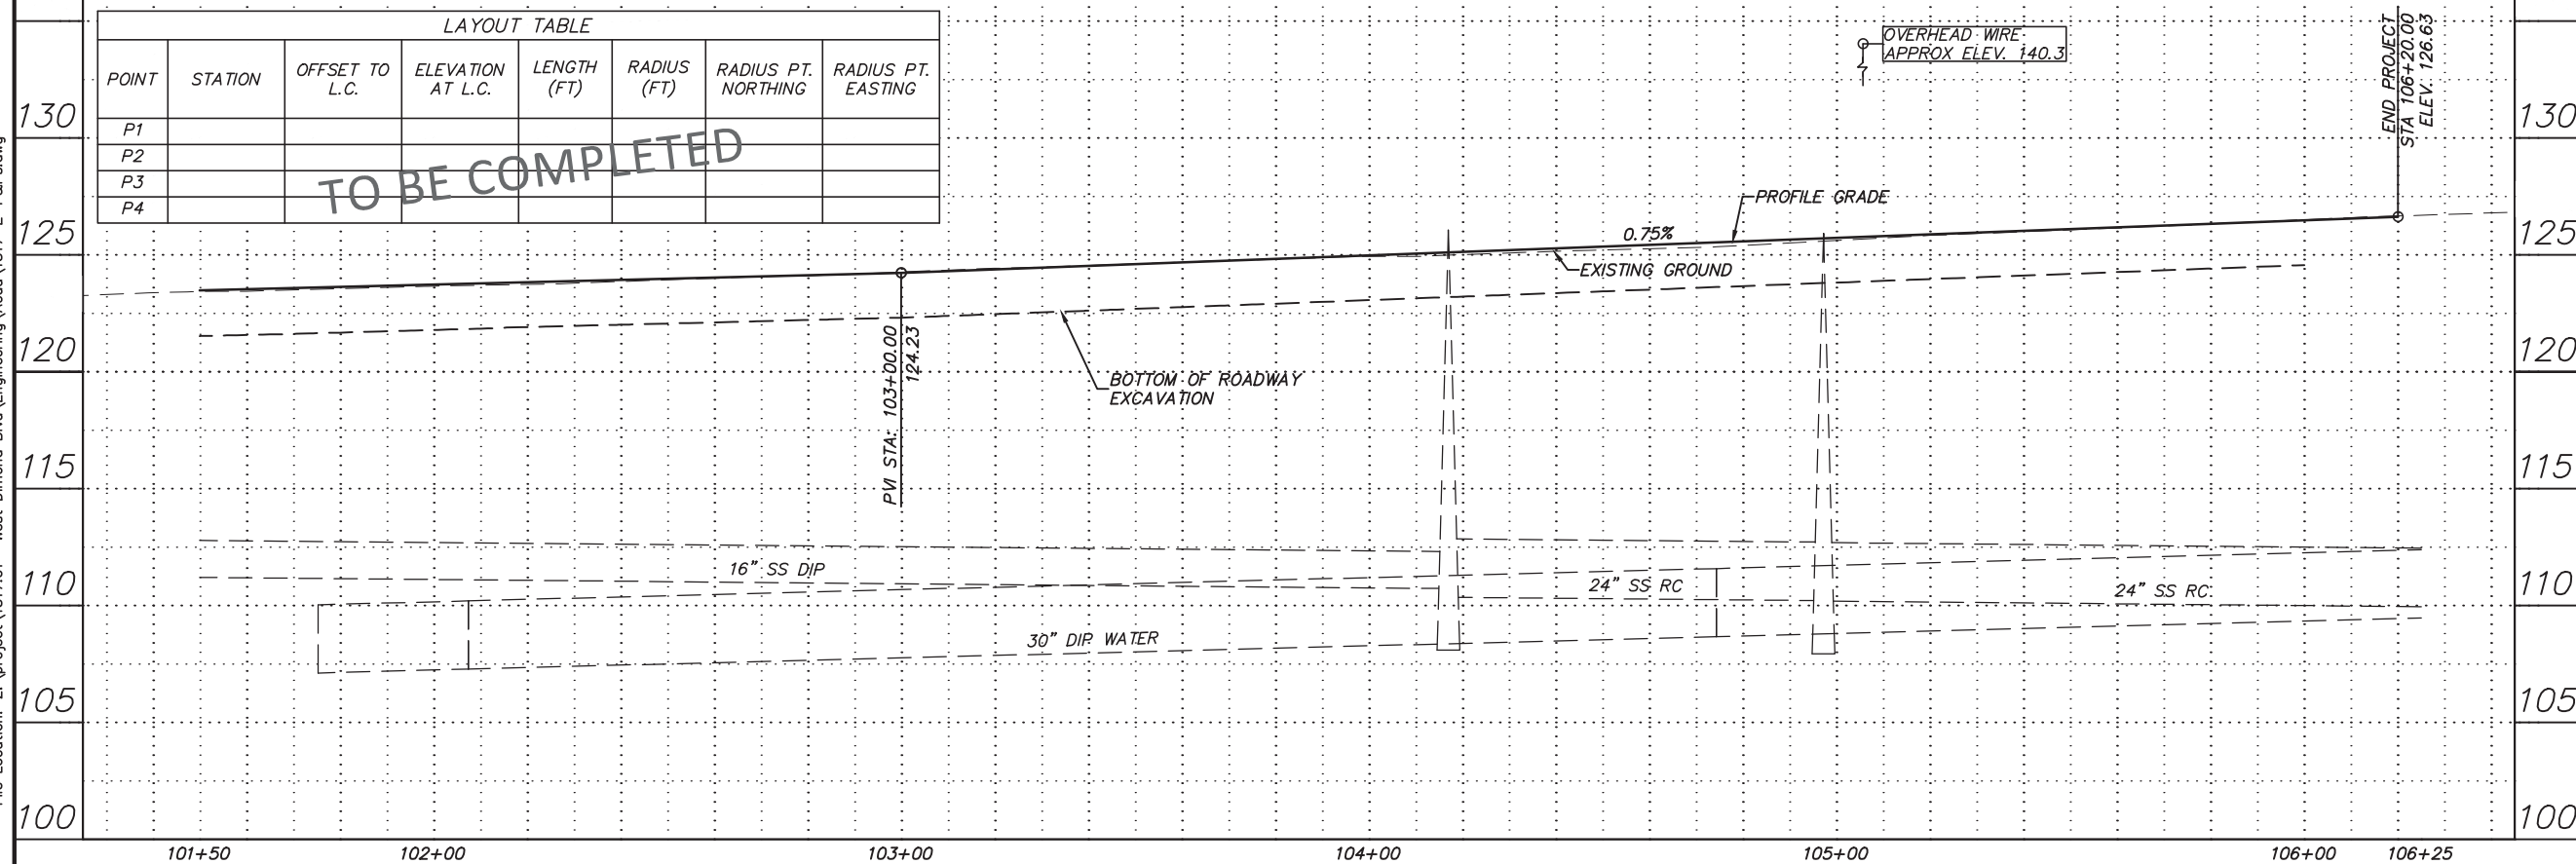 LAYOUT TABLE
POINT STATION OFFSET TO L.C. ELEVATION AT L.C. LENGTH (FT) RADIUS (FT) RADIUS PT. NORTHING RADIUS PT. EASTING
P1
P2
P3
P4
TO BE COMPLETED
OVERHEAD WIRE
APPROX ELEV. 140.3
END PROJECT
STA 106+20.00
ELEV. 126.63
130
130
PROFILE GRADE
125
0.75%
125
EXISTING GROUND
PVI STA: 103+00.00
124.23
120
120
BOTTOM OF ROADWAY
EXCAVATION
115
115
16" SS DIP
110
24" SS RC
24" SS RC
110
30" DIP WATER
105
105
100
100
101+50
102+00
103+00
104+00
105+00
106+00
106+25